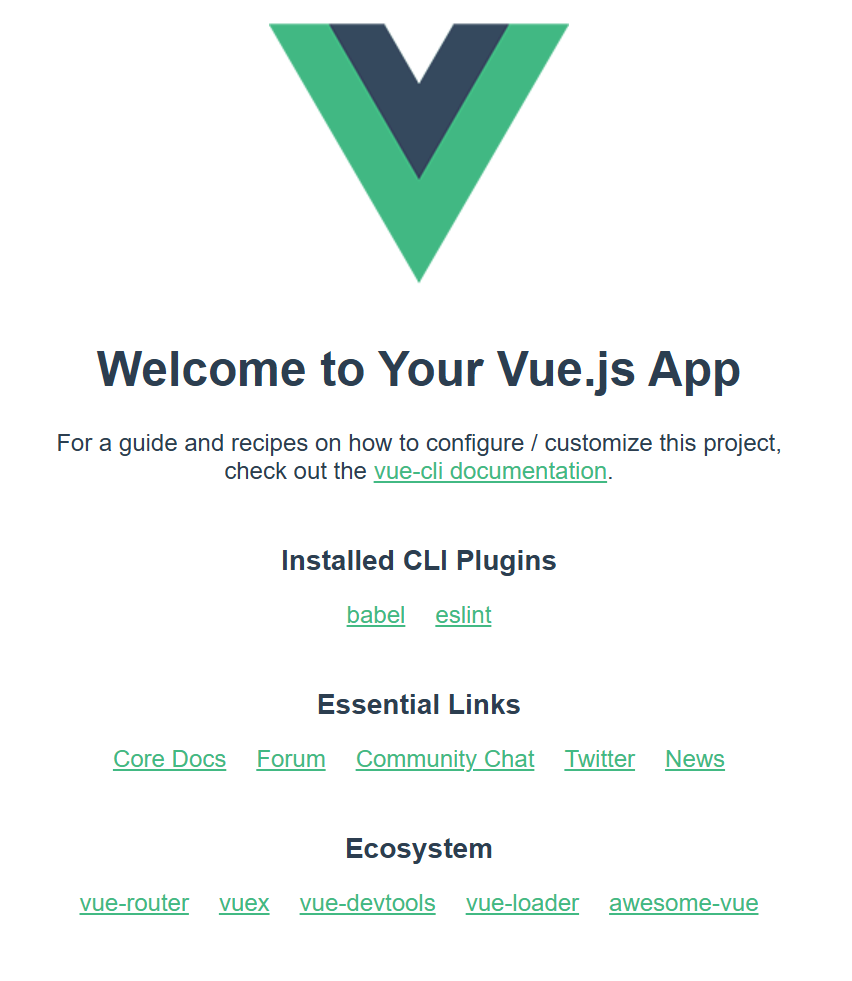 Welcome to Your Vue.js App
For a guide and recipes on how to configure / customize this project,
check out the vue-cli documentation.
Installed CLI Plugins
babel eslint
Essential Links
Core Docs Forum Community Chat Twitter News
Ecosystem
vue-router vuex vue-devtools vue-loader awesome-vue